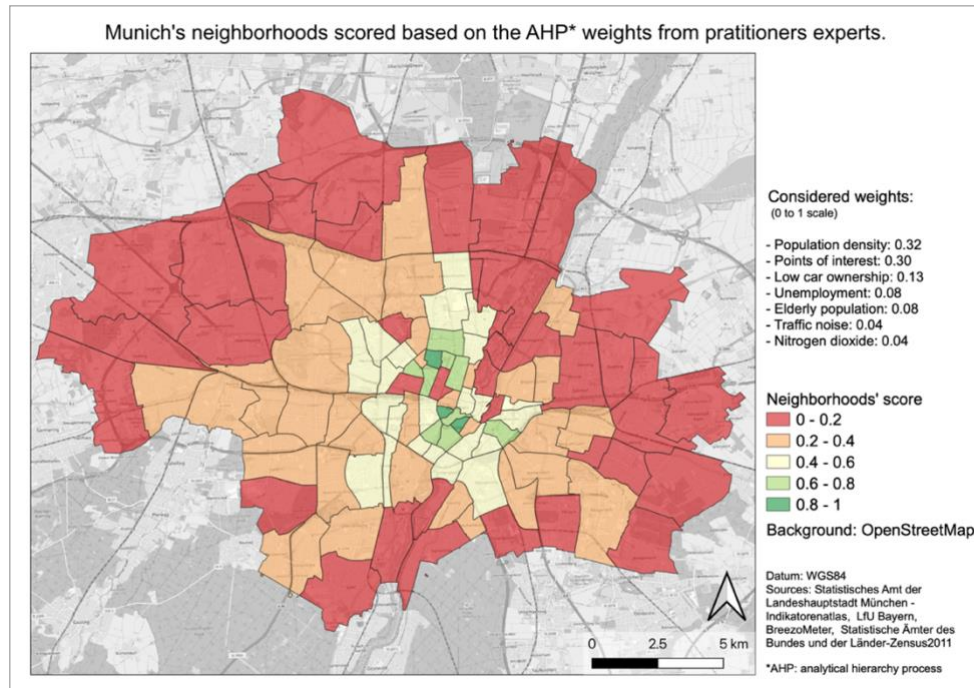 Munich's neighborhoods scored based on the AHP* weights from pratitioners experts.
Considered weights:
(0 to 1 scale)
- Population density: 0.32
- Points of interest: 0.30
- Low car ownership: 0.13
- Unemployment: 0.08
- Elderly population: 0.08
- Traffic noise: 0.04
- Nitrogen dioxide: 0.04
Neighborhoods' score
0 - 0.2
0.2 - 0.4
0.4 - 0.6
0.6 - 0.8
0.8 - 1
Background: OpenStreetMap
Datum: WGS84
Sources: Statistisches Amt der
Landeshauptstadt München -
Indikatorenatlas, LfU Bayern,
BreezoMeter, Statistische Ämter des
Bundes und der Länder-Zensus2011
*AHP: analytical hierarchy process
0 2.5 5 km